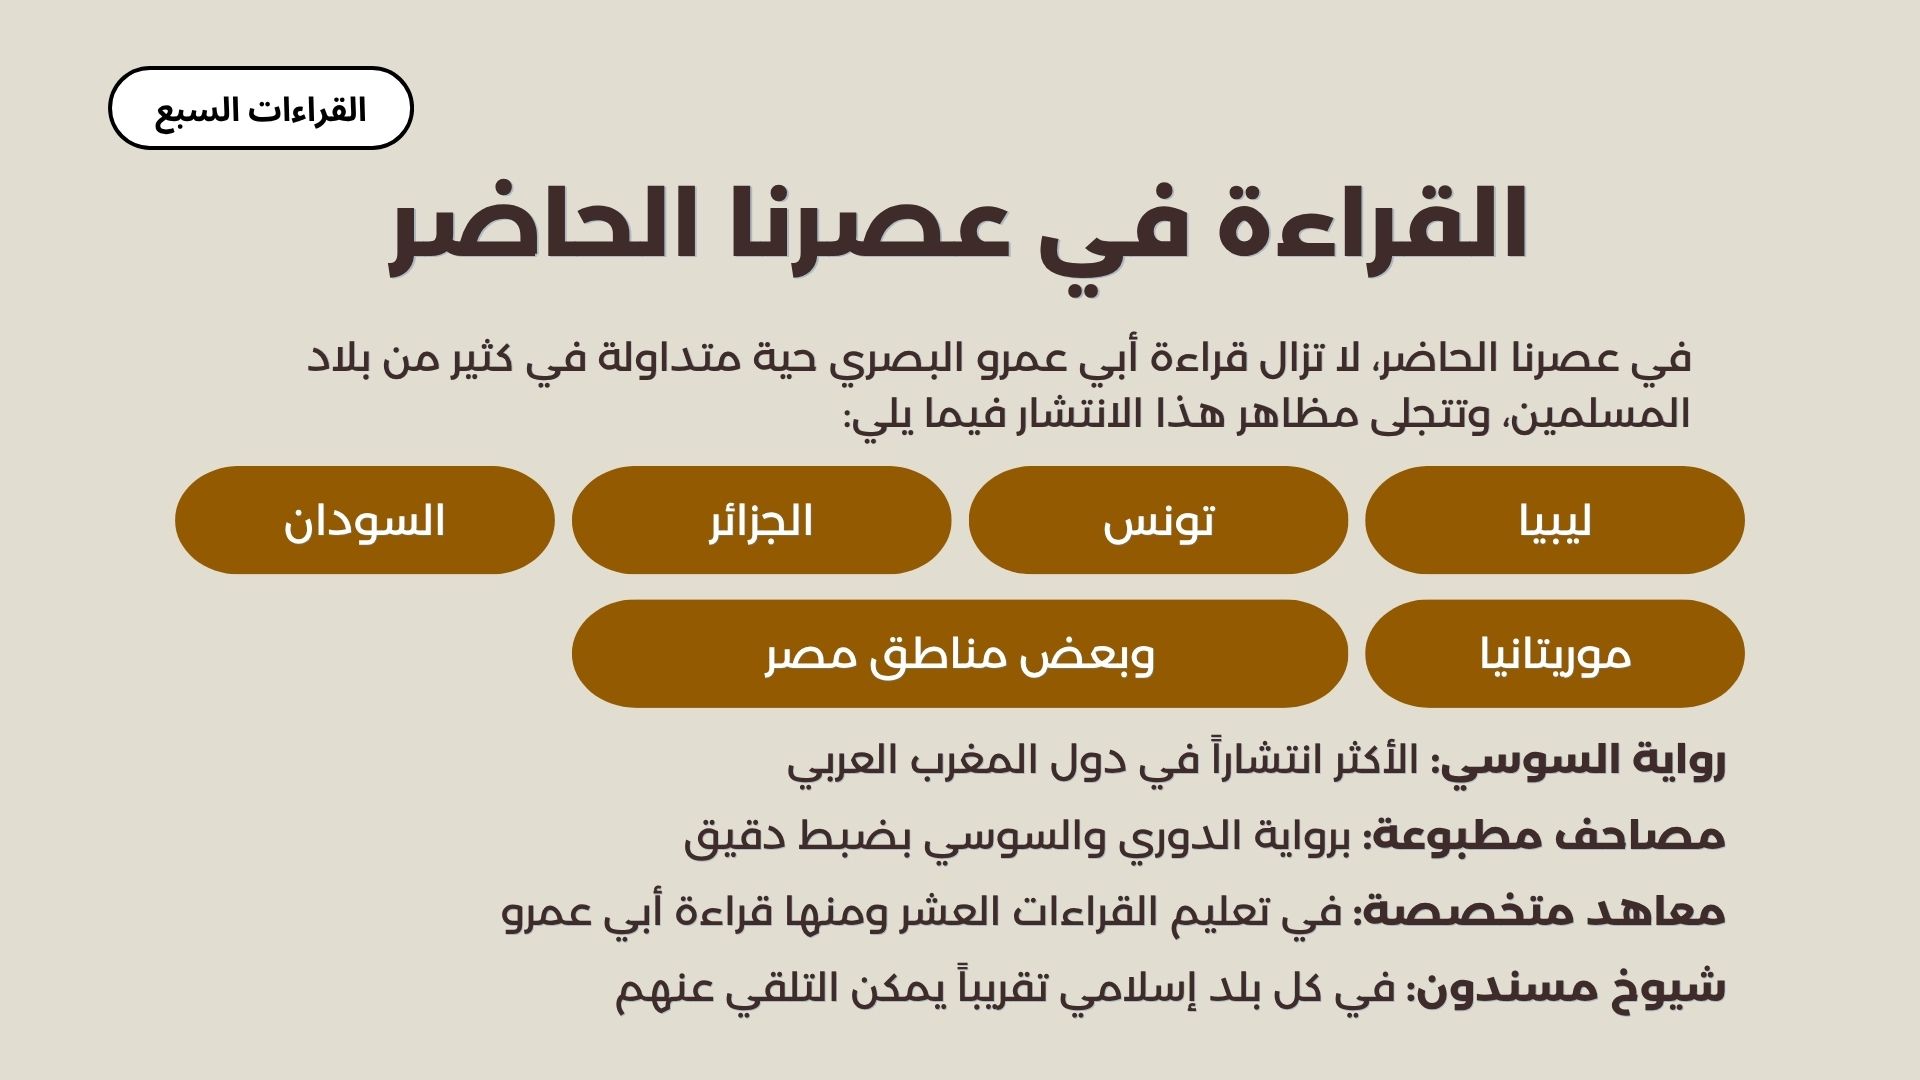 القراءات السبع
القراءة في عصرنا الحاضر
في عصرنا الحاضر، لا تزال قراءة أبي عمرو البصري حية متداولة في كثير من بلاد
المسلمين، وتتجلى مظاهر هذا الانتشار فيما يلي:
ليبيا
تونس
الجزائر
السودان
موريتانيا
وبعض مناطق مصر
رواية السوسي: الأكثر انتشاراً في دول المغرب العربي
مصاحف مطبوعة: برواية الدوري والسوسي بضبط دقيق
معاهد متخصصة: في تعليم القراءات العشر ومنها قراءة أبي عمرو
شيوخ مسندون: في كل بلد إسلامي تقريباً يمكن التلقي عنهم